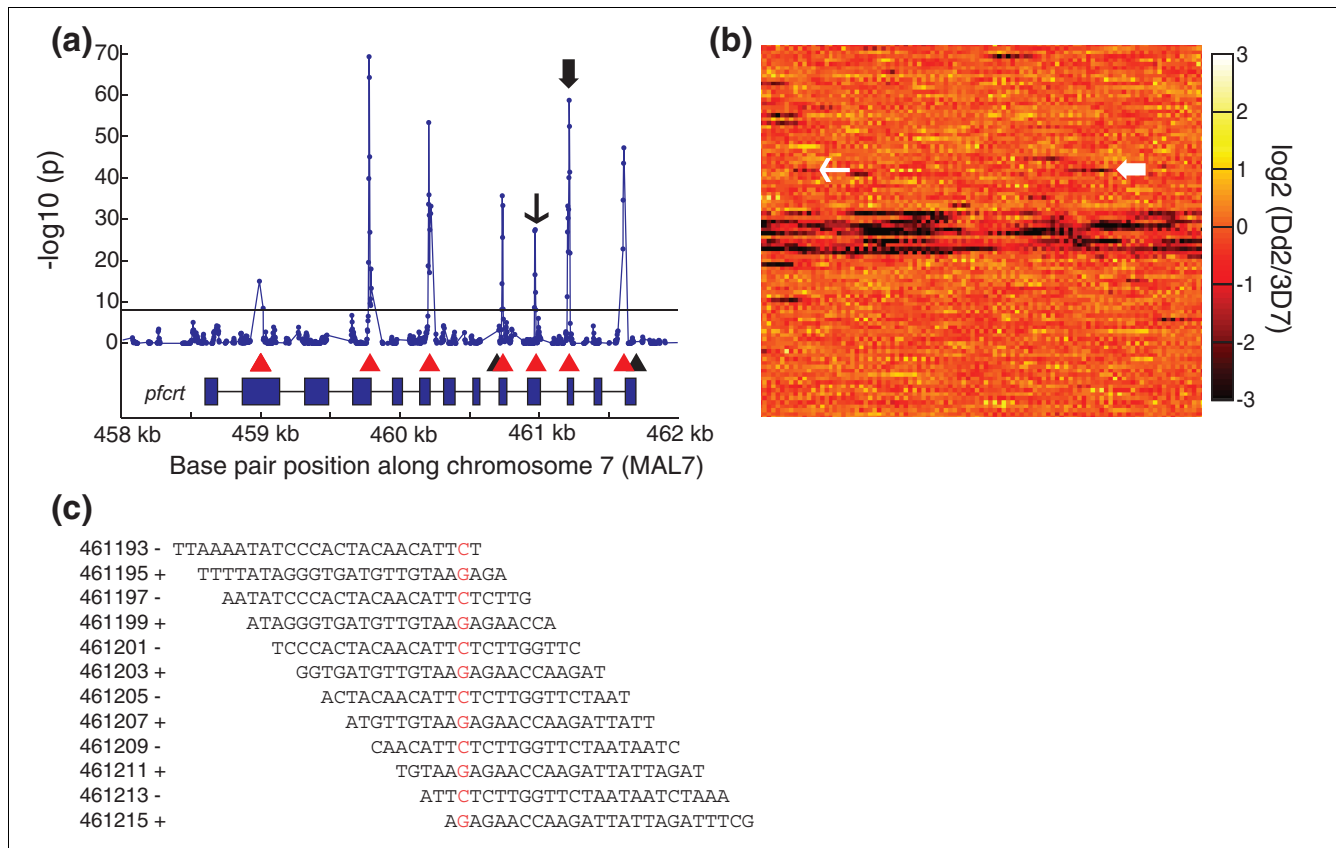 (a)
-log10 (p)
70
60
50
40
30
20
10
0
pfcrt
458 kb 459 kb 460 kb 461 kb 462 kb
Base pair position along chromosome 7 (MAL7)
(b)
3
2
1
0
-1
-2
-3
log2 (Dd2/3D7)
(c)
461193 - TTAAAATATCCCACTACAACATTCT
461195 + TTTTATAGGGTGATGTTGTAAGAGA
461197 - AATATCCCACTACAACATTCTCTTG
461199 + ATAGGGTGATGTTGTAAGAGAACCA
461201 - TCCCACTACAACATTCTCTTGGTTC
461203 + GGTGATGTTGTAAGAGAACCAAGAT
461205 - ACTACAACATTCTCTTGGTTCTAAT
461207 + ATGTTGTAAGAGAACCAAGATTATT
461209 - CAACATTCTCTTGGTTCTAATAATC
461211 + TGTAAGAGAACCAAGATTATTAGAT
461213 - ATTCTCTTGGTTCTAATAATCTAAA
461215 + AGAGAACCAAGATTATTAGATTTCG